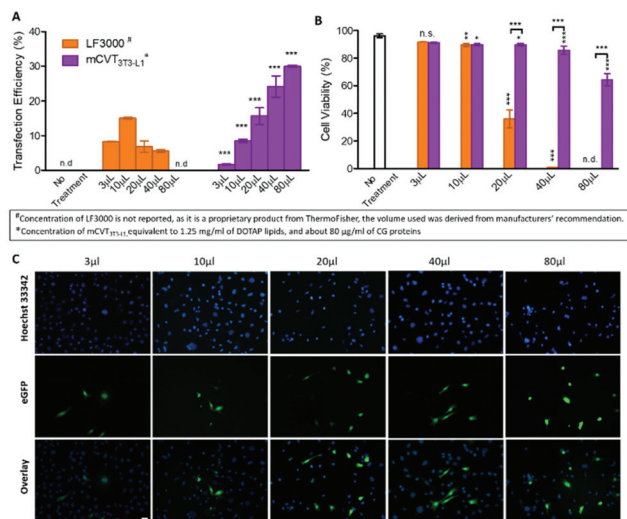 A
B
Transfection Efficiency (%)
40
30
20
10
0
LF3000 #
mCVT3T3-L1*
n.d
n.d
***
***
***
***
***
No Treatment
3µL
10µL
20µL
40µL
80µL
3µL
10µL
20µL
40µL
80µL
Cell Viability (%)
100
80
60
40
20
0
n.s.
**
*
***
*
***
***
***
***
***
n.d.
No Treatment
3µL
10µL
20µL
40µL
80µL
#Concentration of LF3000 is not reported, as it is a proprietary product from ThermoFisher, the volume used was derived from manufacturers' recommendation.
*Concentration of mCVT3T3-L1, equivalent to 1.25 mg/ml of DOTAP lipids, and about 80 µg/ml of CG proteins
C
3µl
10µl
20µl
40µl
80µl
Hoechst 33342
eGFP
Overlay